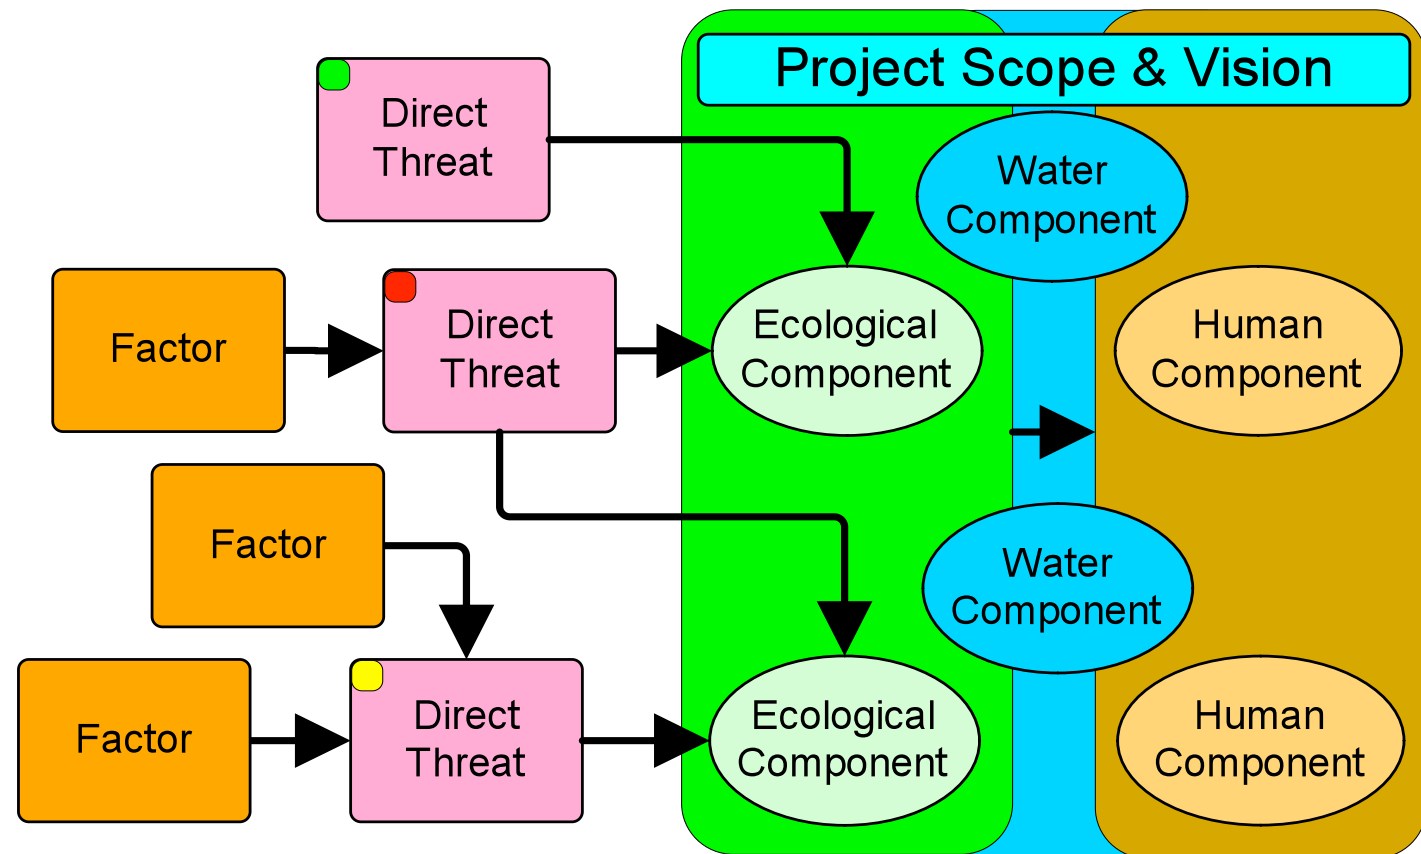 Project Scope & Vision
Direct
Threat
Water
Component
Factor
Direct
Threat
Ecological
Component
Human
Component
Factor
Water
Component
Factor
Direct
Threat
Ecological
Component
Human
Component